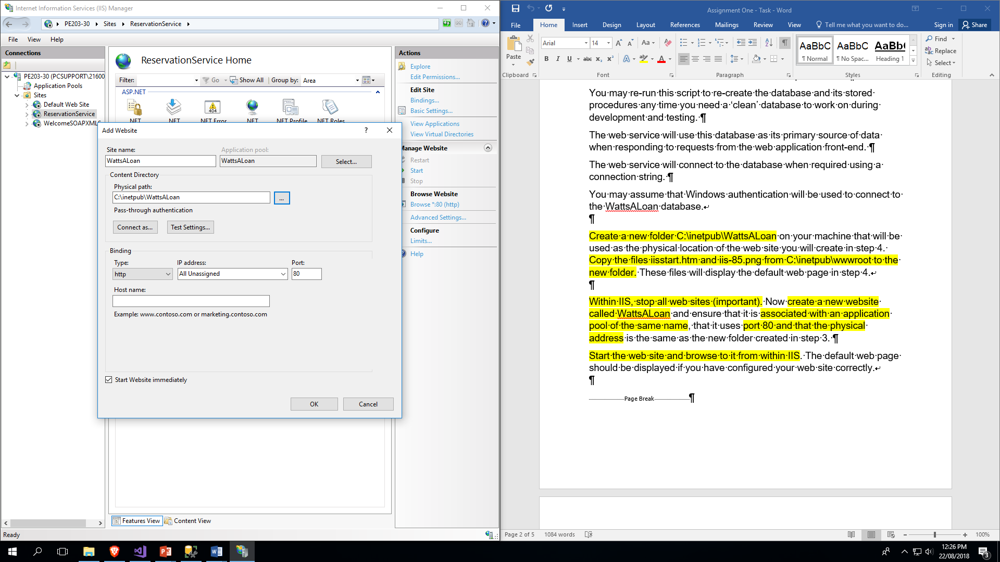 Internet Information Services (IIS) Manager
PE203-30
Sites
ReservationService
File
View
Help
Connections
PE203-30 (PCSUPPORT\21600
Application Pools
Sites
Default Web Site
ReservationService
WelcomeSOAPXMLS
ReservationService Home
Filter:
Go
Show All
Group by:
Area
ASP.NET
404
.NET
.NET
.NET Error
.NET
.NET Profile
.NET Roles
Add Website
?
Site name:
Application pool:
WattsALoan
WattsALoan
Select...
Content Directory
Physical path:
C:\inetpub\WattsALoan
...
Pass-through authentication
Connect as...
Test Settings...
Binding
Type:
IP address:
Port:
http
All Unassigned
80
Host name:
Example: www.contoso.com or marketing.contoso.com
Start Website immediately
OK
Cancel
Actions
Explore
Edit Permissions...
Edit Site
Bindings...
Basic Settings...
View Applications
View Virtual Directories
Manage Website
Restart
Start
Stop
Browse Website
Browse *:80 (http)
Advanced Settings...
Configure
Limits...
Help
Features View
Content View
Ready
Assignment One - Task - Word
File
Home
Insert
Design
Layout
References
Mailings
Review
View
Tell me what you want to do...
Sign in
Share
Paste
Clipboard
Arial
14
Font
Paragraph
AaBbC
¶ Normal
AaBbC
¶ No Spac...
AaBb(
Heading 1
Styles
Find
Replace
Select
Editing
You may re-run this script to re-create the database and its stored
procedures any time you need a ‘clean’ database to work on during
development and testing. ¶
The web service will use this database as its primary source of data
when responding to requests from the web application front-end. ¶
The web service will connect to the database when required using a
connection string. ¶
You may assume that Windows authentication will be used to connect to
the WattsALoan database.
¶
Create a new folder C:\inetpub\WattsALoan on your machine that will be
used as the physical location of the web site you will create in step 4.
Copy the files iisstart.htm and iis-85.png from C:\inetpub\wwwroot to the
new folder. These files will display the default web page in step 4.
¶
Within IIS, stop all web sites (important). Now create a new website
called WattsALoan and ensure that it is associated with an application
pool of the same name, that it uses port 80 and that the physical
address is the same as the new folder created in step 3. ¶
Start the web site and browse to it from within IIS. The default web page
should be displayed if you have configured your web site correctly.
¶
Page Break ¶
Page 2 of 5
1084 words
100%
12:26 PM
22/08/2018
3